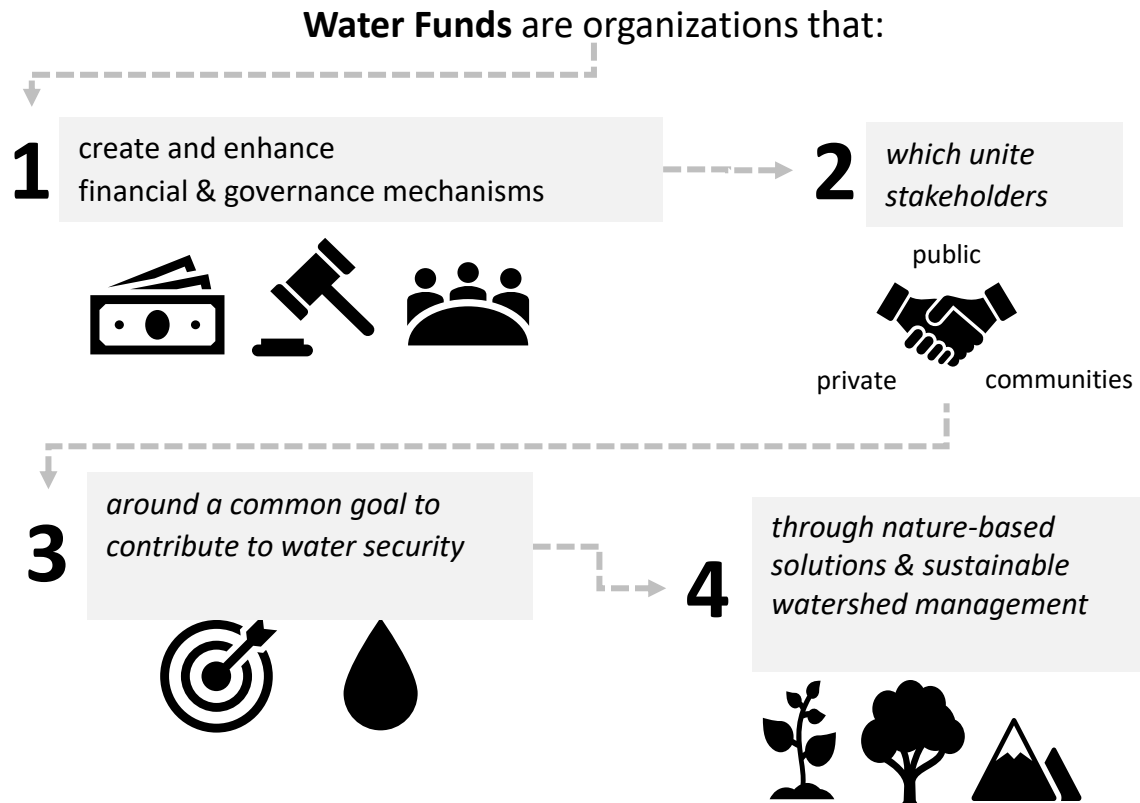 Water Funds are organizations that:
1
create and enhance
financial & governance mechanisms
2
which unite
stakeholders
public
private
communities
3
around a common goal to
contribute to water security
4
through nature-based
solutions & sustainable
watershed management